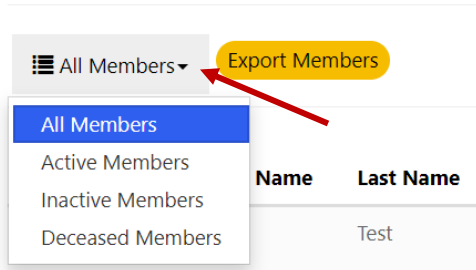 All Members
Export Members
All Members
Active Members
Inactive Members
Deceased Members
Name Last Name
Test